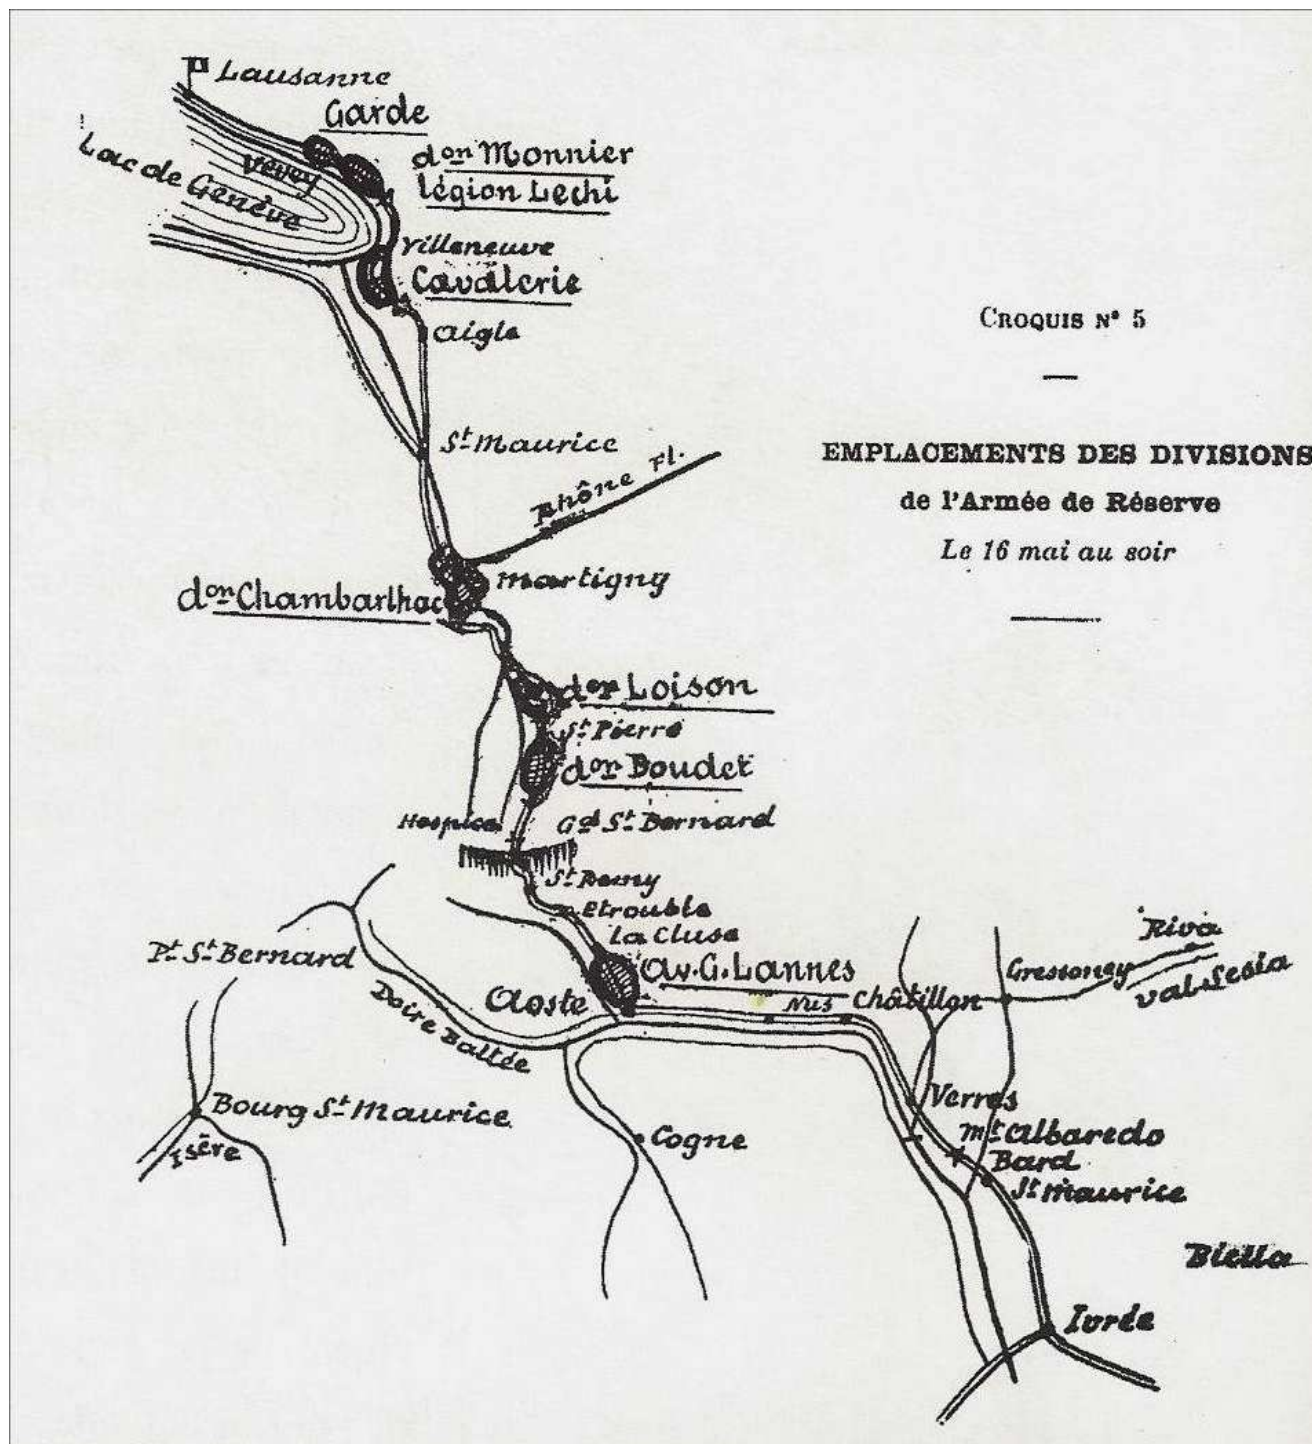 Lausanne
Garde
Vevey
Lac de Genève
don Monnier
légion Lechi
Villeneuve
Cavalerie
Aigle
CROQUIS N° 5
EMPLACEMENTS DES DIVISIONS
de l'Armée de Réserve
Le 16 mai au soir
St Maurice
Rhône Fl.
Martigny
don Chambarlhac
don Loison
St Pierre
don Boudet
Hospice
Gd St Bernard
St Remy
Etrouble
La Cluse
Av. G. Lannes
Aoste
Nus
Châtillon
Gressoney
Riva
Val Sesia
Pt St Bernard
Doire Baltée
Bourg St Maurice
Isère
Cogne
Verres
Mt Albaredo
Bard
St Maurice
Biella
Ivrée